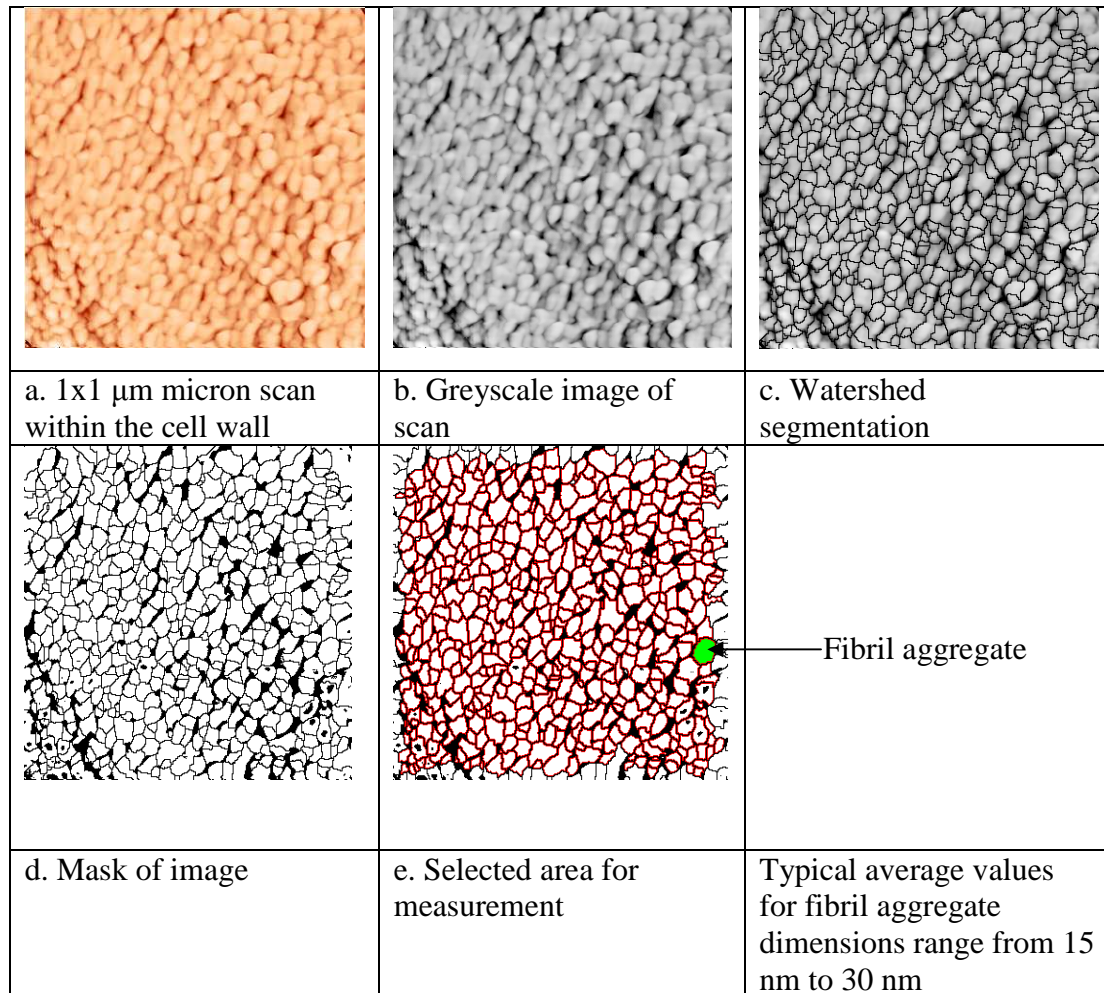 a. 1x1 μm micron scan
within the cell wall
b. Greyscale image of
scan
c. Watershed
segmentation
Fibril aggregate
d. Mask of image
e. Selected area for
measurement
Typical average values
for fibril aggregate
dimensions range from 15
nm to 30 nm